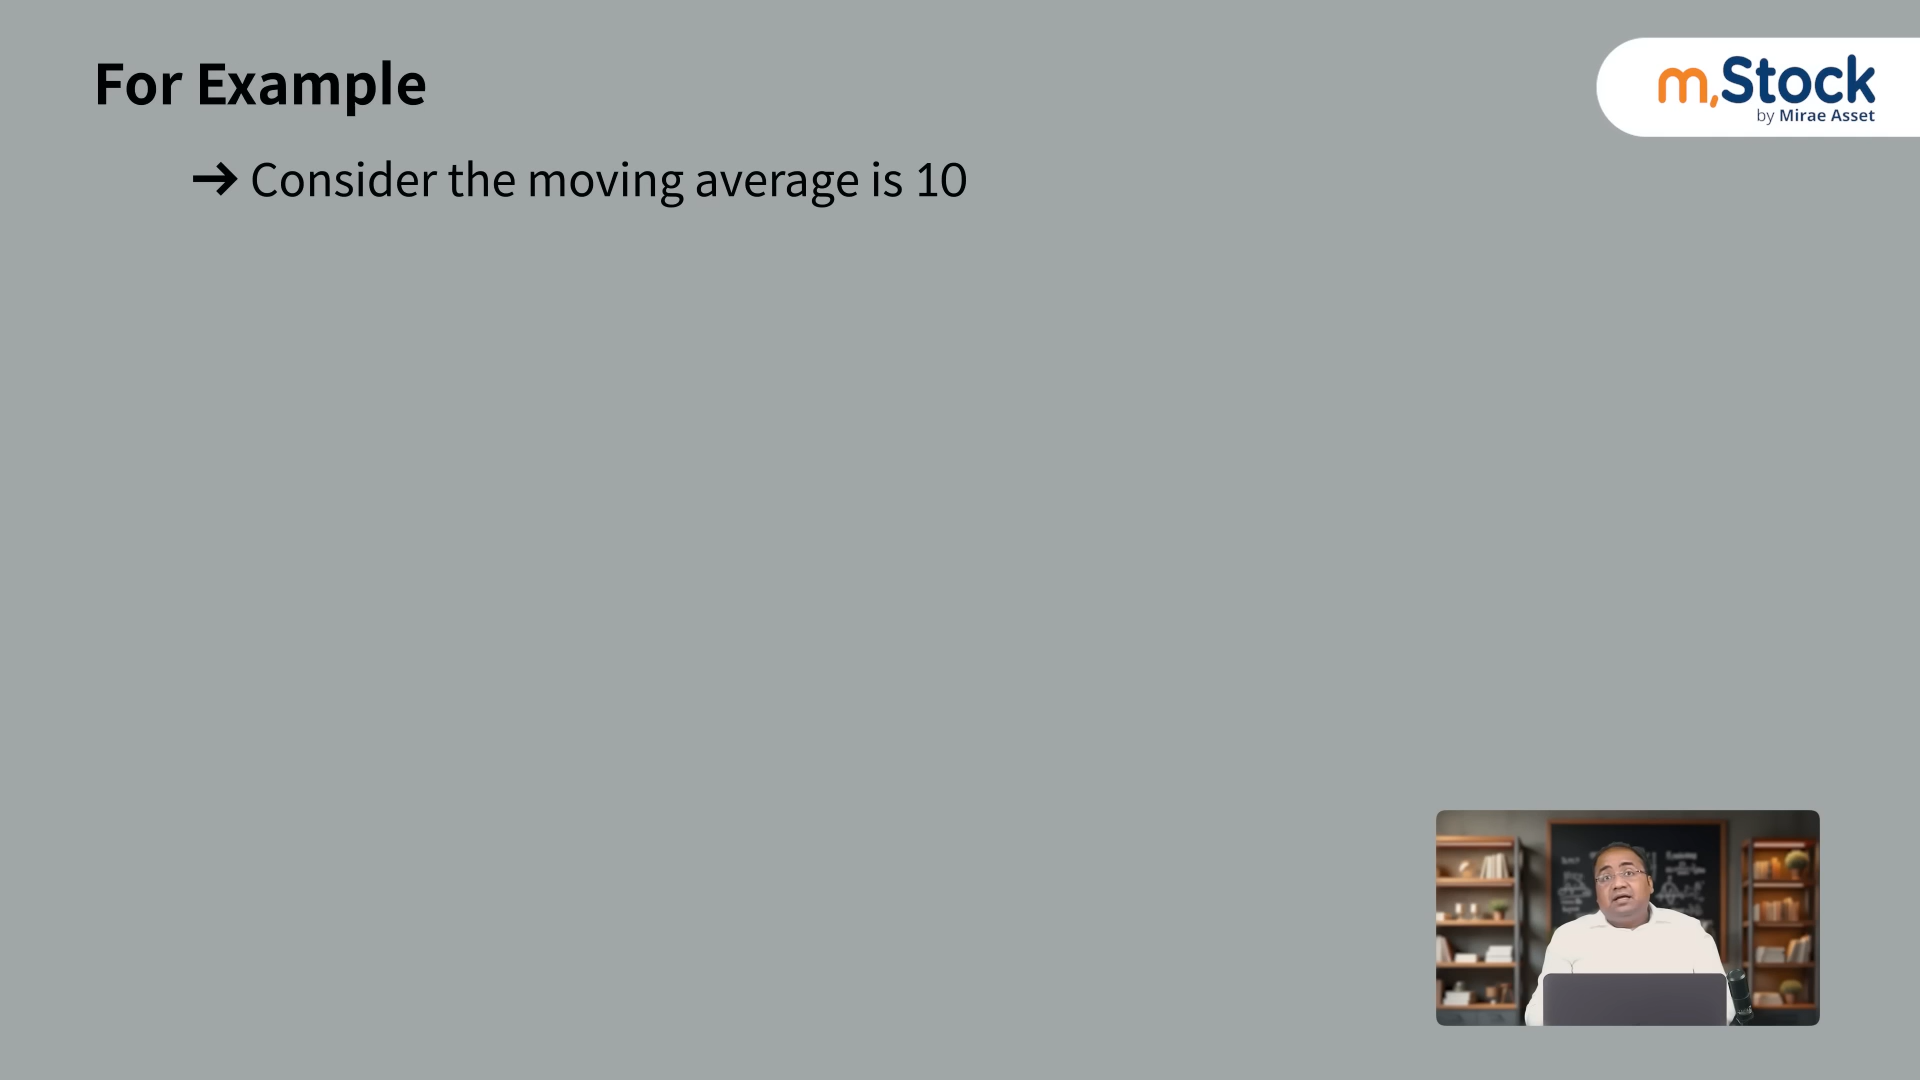 For Example
→ Consider the moving average is 10
m.Stock
by Mirae Asset